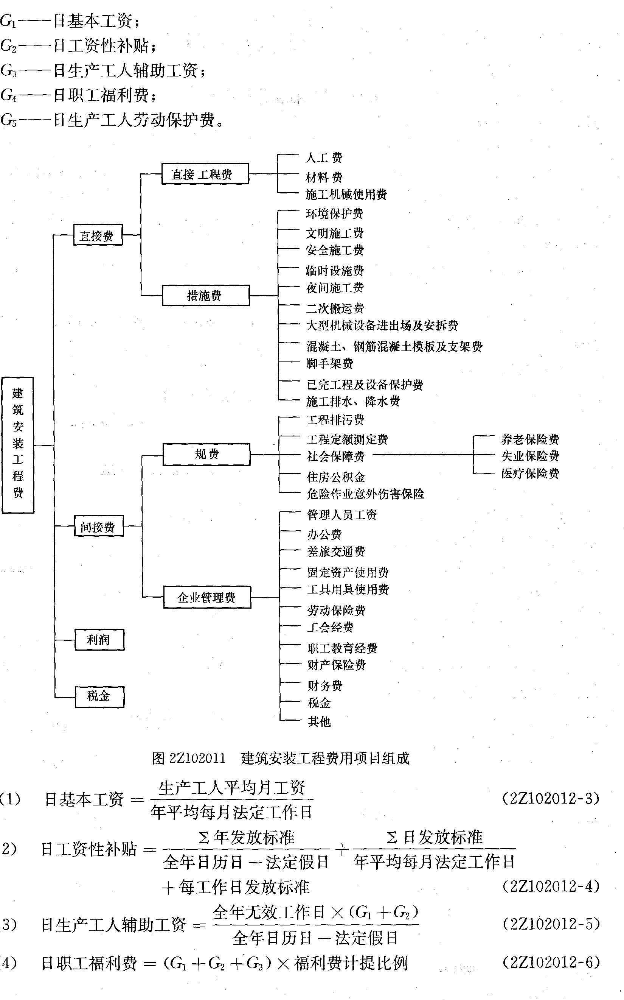 G₁——日基本工资；
G₂——日工资性补贴；
G₃——日生产工人辅助工资；
G₄——日职工福利费；
G₅——日生产工人劳动保护费。
建筑安装工程费
直接费
直接工程费
人工费
材料费
施工机械使用费
措施费
环境保护费
文明施工费
安全施工费
临时设施费
夜间施工费
二次搬运费
大型机械设备进出场及安拆费
混凝土、钢筋混凝土模板及支架费
脚手架费
已完工程及设备保护费
施工排水、降水费
间接费
规费
工程排污费
工程定额测定费
社会保障费
养老保险费
失业保险费
医疗保险费
住房公积金
危险作业意外伤害保险
企业管理费
管理人员工资
办公费
差旅交通费
固定资产使用费
工具用具使用费
劳动保险费
工会经费
职工教育经费
财产保险费
财务费
税金
其他
利润
税金
图 2Z102011 建筑安装工程费用项目组成
(1) 日基本工资 = 生产工人平均月工资 / 年平均每月法定工作日 (2Z102012-3)
2) 日工资性补贴 = Σ年发放标准 / (全年日历日－法定假日) + Σ日发放标准 / 年平均每月法定工作日
+每工作日发放标准 (2Z102012-4)
3) 日生产工人辅助工资 = 全年无效工作日×(G₁+G₂) / (全年日历日－法定假日) (2Z102012-5)
4) 日职工福利费 = (G₁+G₂+G₃)×福利费计提比例 (2Z102012-6)